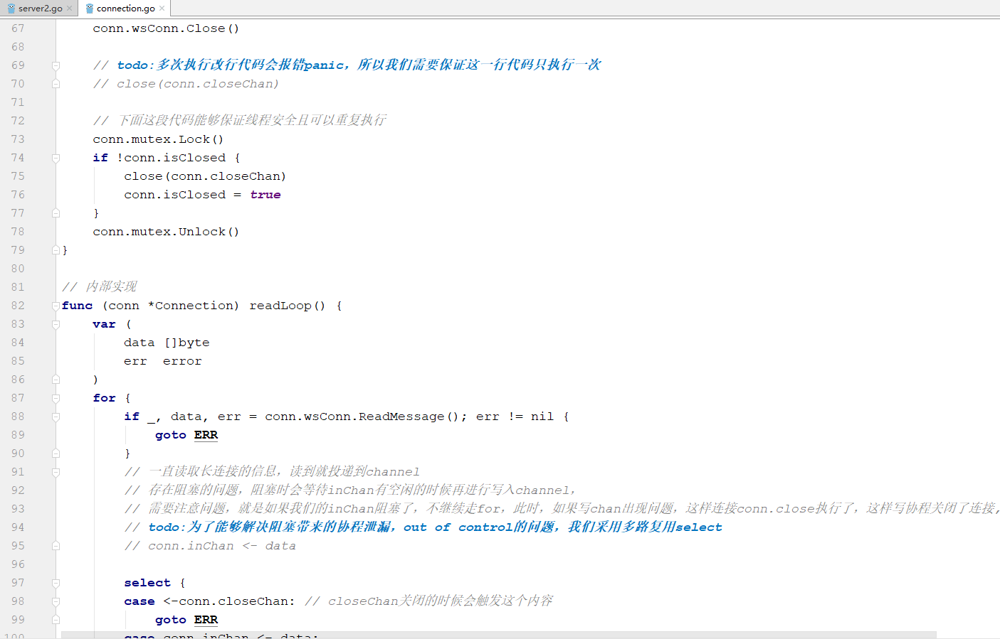 server2.go × connection.go ×
67 conn.wsConn.Close()
68
69 // todo:多次执行改行代码会报错panic，所以我们需要保证这一行代码只执行一次
70 // close(conn.closeChan)
71
72 // 下面这段代码能够保证线程安全且可以重复执行
73 conn.mutex.Lock()
74 if !conn.isClosed {
75 close(conn.closeChan)
76 conn.isClosed = true
77 }
78 conn.mutex.Unlock()
79 }
80
81 // 内部实现
82 func (conn *Connection) readLoop() {
83 var (
84 data []byte
85 err error
86 )
87 for {
88 if _, data, err = conn.wsConn.ReadMessage(); err != nil {
89 goto ERR
90 }
91 // 一直读取长连接的信息，读到就投递到channel
92 // 存在阻塞的问题，阻塞时会等待inChan有空闲的时候再进行写入channel，
93 // 需要注意问题，就是如果我们的inChan阻塞了，不继续走for，此时，如果写chan出现问题，这样连接conn.close执行了，这样写协程关闭了连接，
94 // todo:为了能够解决阻塞带来的协程泄漏，out of control的问题，我们采用多路复用select
95 // conn.inChan <- data
96
97 select {
98 case <-conn.closeChan: // closeChan关闭的时候会触发这个内容
99 goto ERR
100 case conn.inChan <- data: